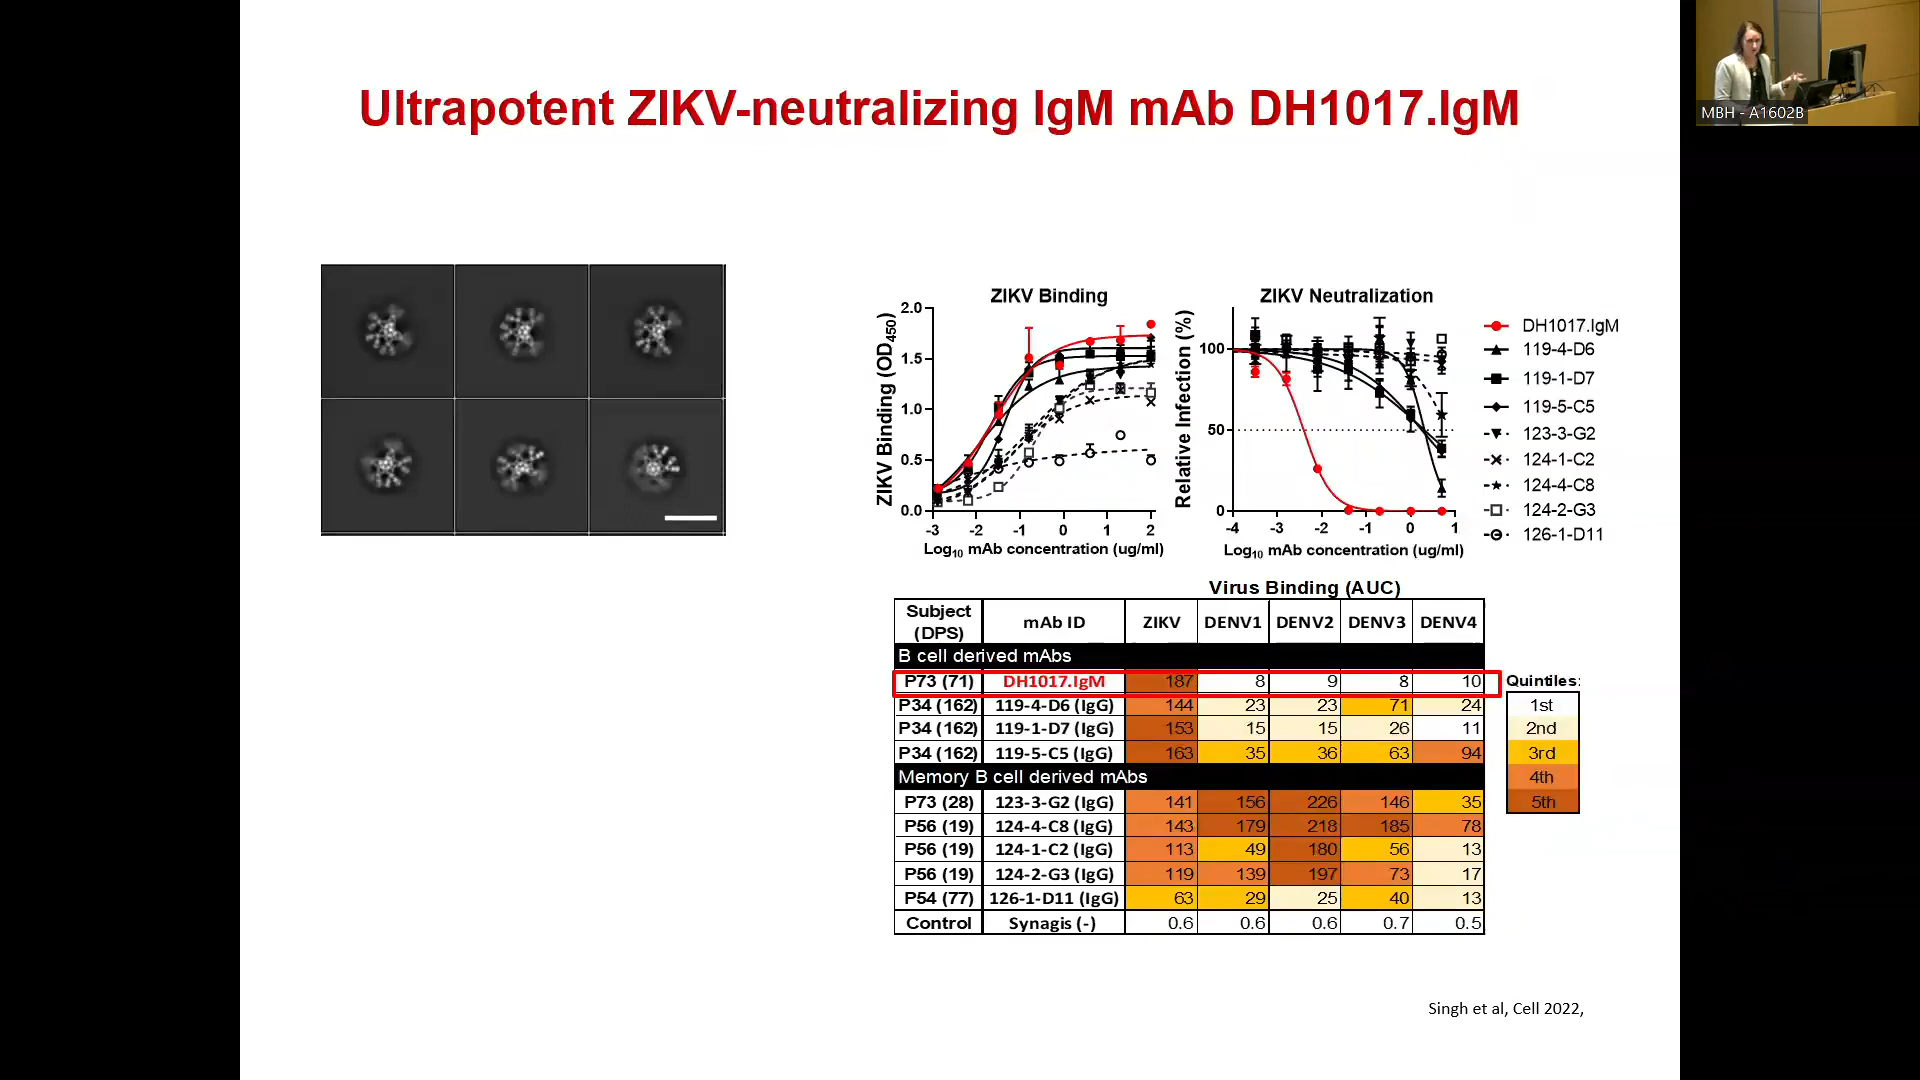 Ultrapotent ZIKV-neutralizing IgM mAb DH1017.IgM
MBH - A1602B
ZIKV Binding
ZIKV Binding (OD450)
2.0
1.5
1.0
0.5
0.0
-3 -2 -1 0 1 2
Log10 mAb concentration (ug/ml)
ZIKV Neutralization
Relative Infection (%)
100
50
0
-4 -3 -2 -1 0 1
Log10 mAb concentration (ug/ml)
DH1017.IgM
119-4-D6
119-1-D7
119-5-C5
123-3-G2
124-1-C2
124-4-C8
124-2-G3
126-1-D11
Virus Binding (AUC)
Subject (DPS) mAb ID ZIKV DENV1 DENV2 DENV3 DENV4
B cell derived mAbs
P73 (71) DH1017.IgM 187 8 9 8 10
P34 (162) 119-4-D6 (IgG) 144 23 23 71 24
P34 (162) 119-1-D7 (IgG) 153 15 15 26 11
P34 (162) 119-5-C5 (IgG) 163 35 36 63 94
Memory B cell derived mAbs
P73 (28) 123-3-G2 (IgG) 141 156 226 146 35
P56 (19) 124-4-C8 (IgG) 143 179 218 185 78
P56 (19) 124-1-C2 (IgG) 113 49 180 56 13
P56 (19) 124-2-G3 (IgG) 119 139 197 73 17
P54 (77) 126-1-D11 (IgG) 63 29 25 40 13
Control Synagis (-) 0.6 0.6 0.6 0.7 0.5
Quintiles:
1st
2nd
3rd
4th
5th
Singh et al, Cell 2022,